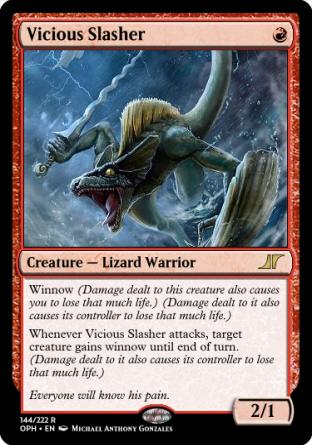 Vicious Slasher
Creature — Lizard Warrior
Winnow (Damage dealt to this creature also causes
you to lose that much life.) (Damage dealt to it also
causes its controller to lose that much life.)
Whenever Vicious Slasher attacks, target
creature gains winnow until end of turn.
(Damage dealt to it causes its controller to lose
that much life.)
Everyone will know his pain.
2/1
144/222 R
OPH • EN MICHAEL ANTHONY GONZALES